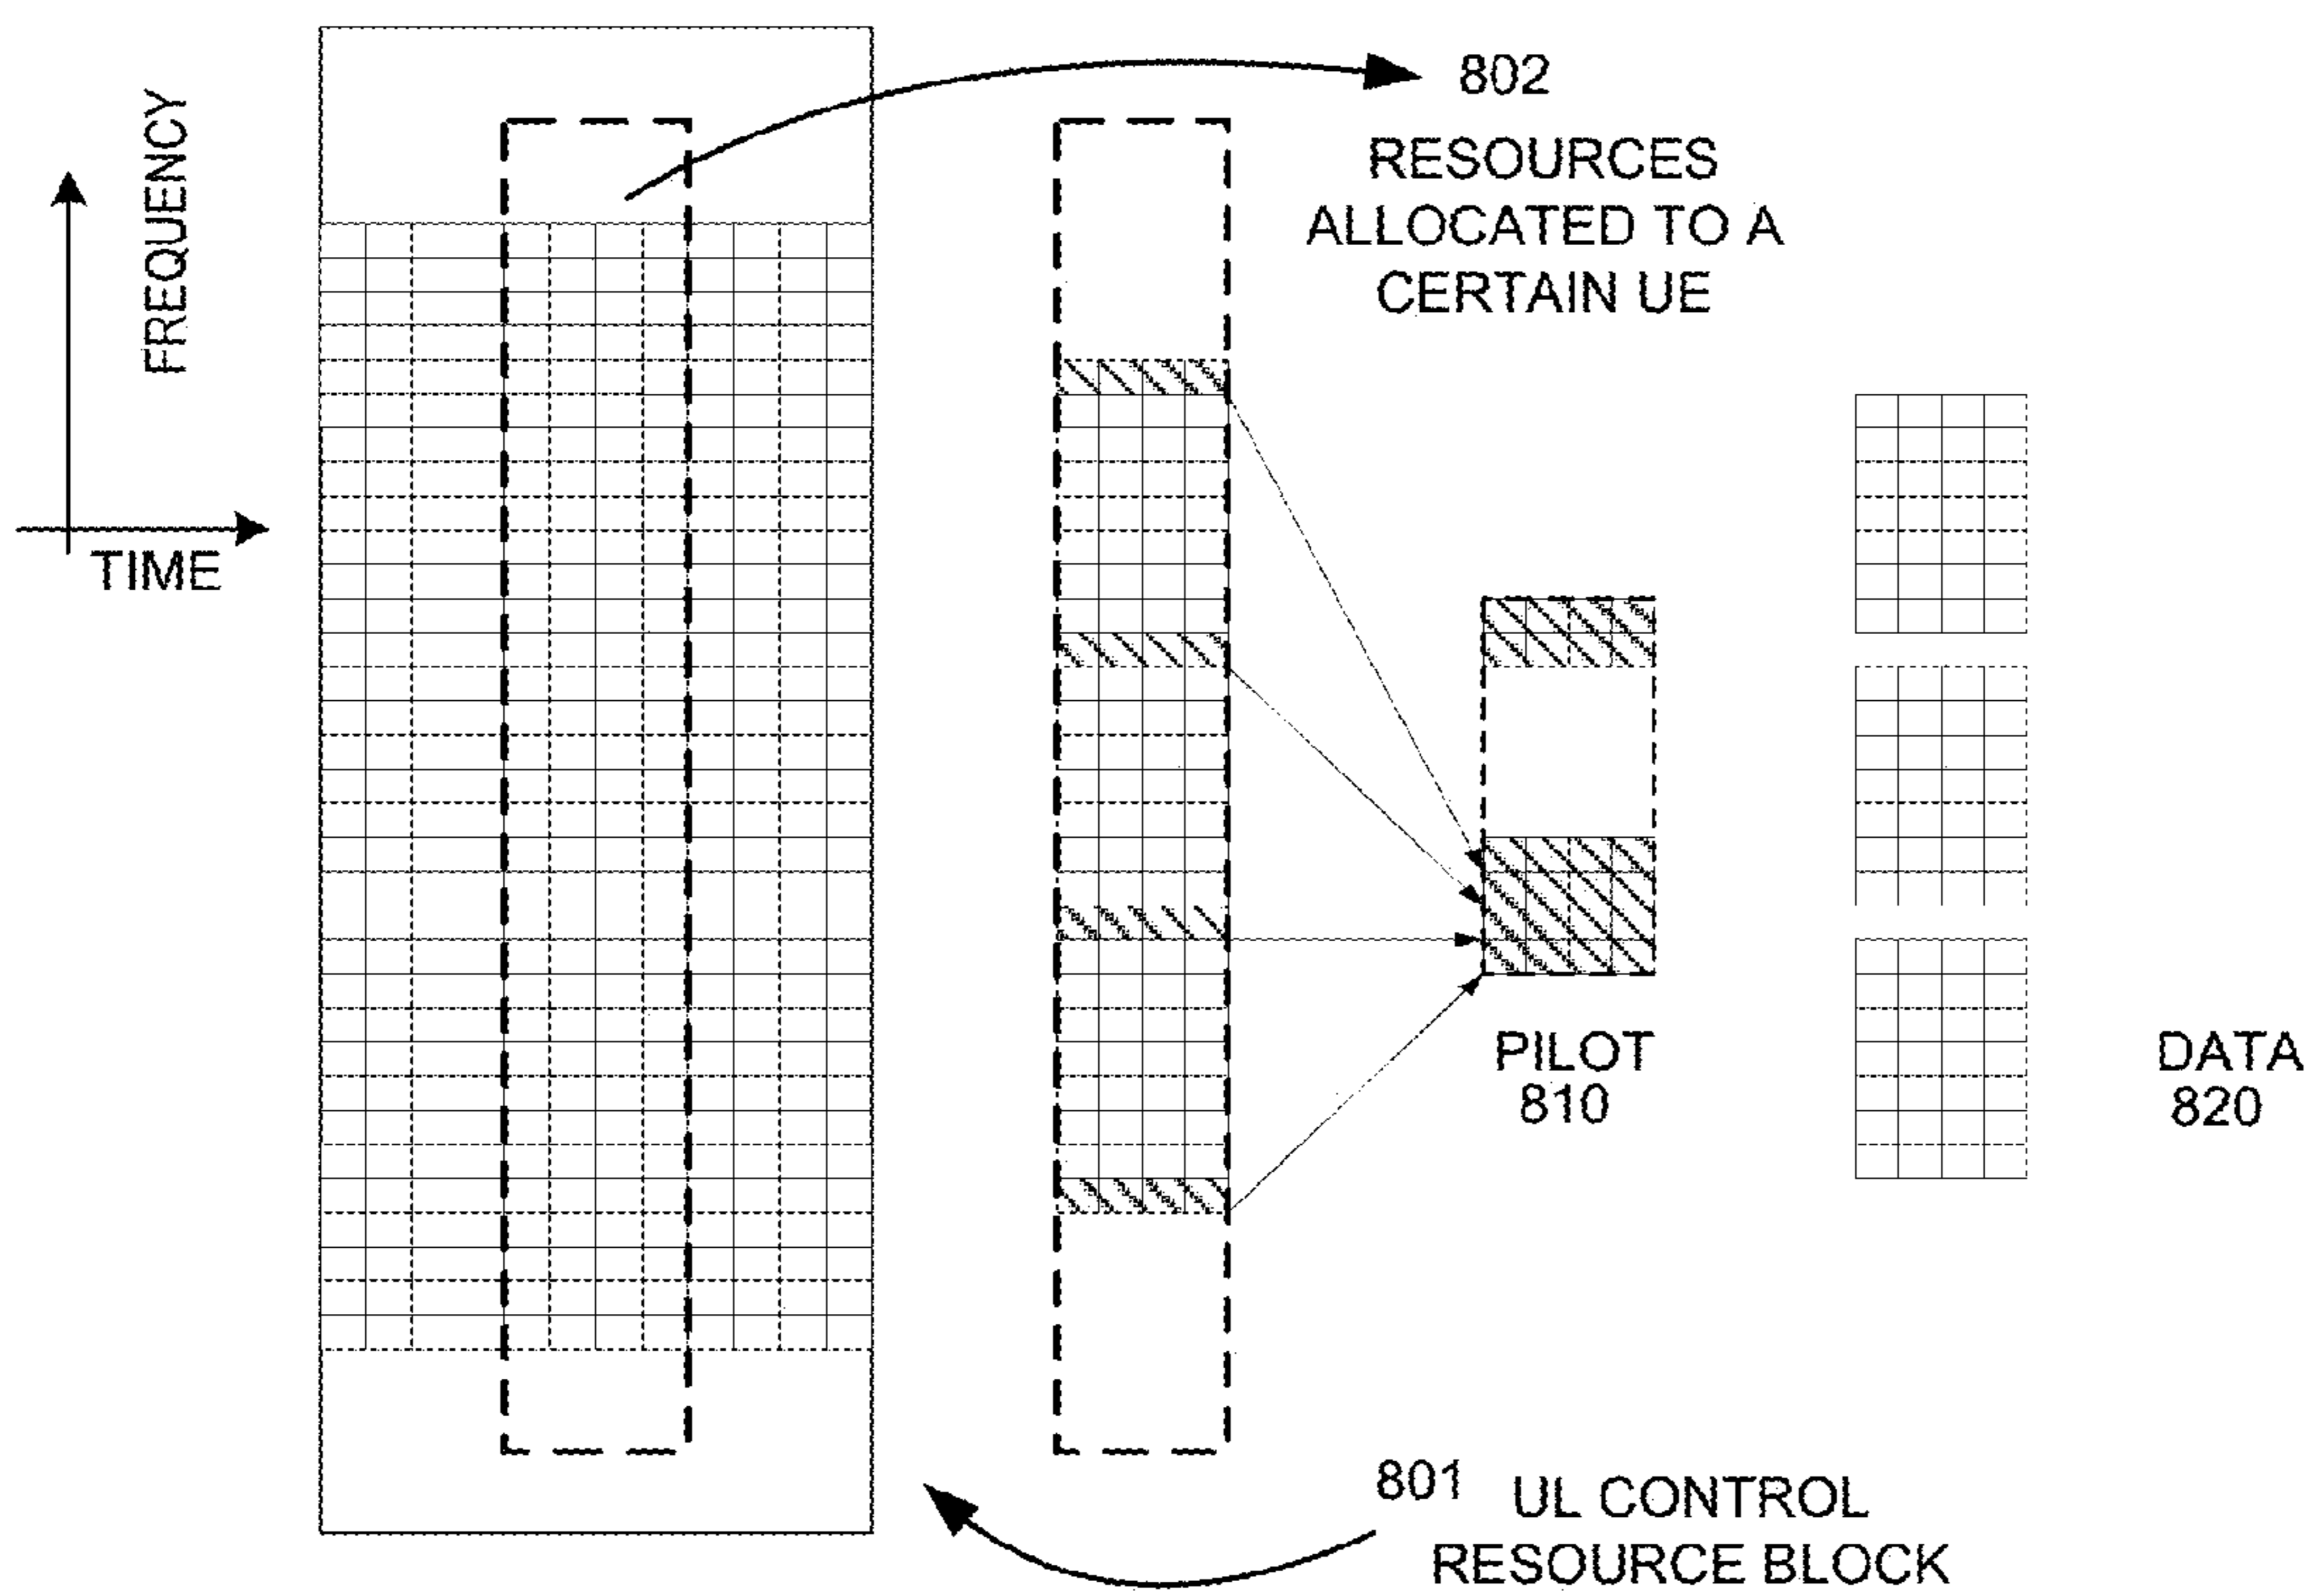 FREQUENCY
TIME
802
RESOURCES
ALLOCATED TO A
CERTAIN UE
PILOT
810
DATA
820
801 UL CONTROL
RESOURCE BLOCK